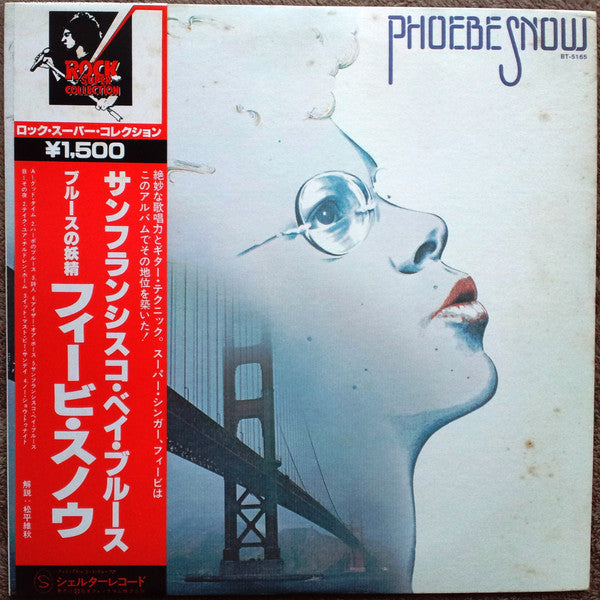 PHOEBE SNOW
BT-5165
ROCK
SUPER
COLLECTION
ロック・スーパー・コレクション
¥1,500
絶妙な歌唱力とギター・テクニック。スーパー・シンガー、フィービは
このアルバムでその地位を築いた!
サンフランシスコ・ベイ・ブルース
ブルースの妖精
フィービ・スノウ
解説:松平維秋
S シェルターレコード